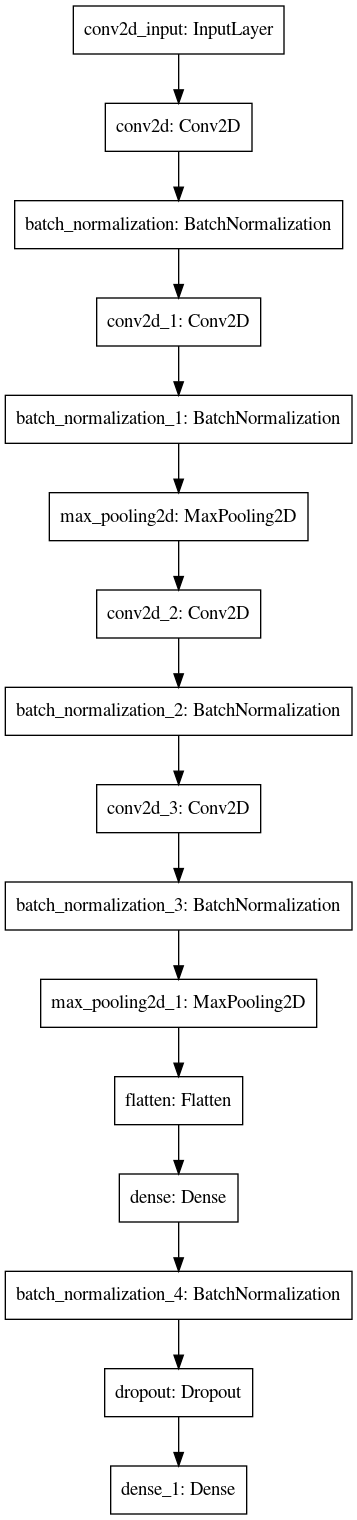 conv2d_input: InputLayer
conv2d: Conv2D
batch_normalization: BatchNormalization
conv2d_1: Conv2D
batch_normalization_1: BatchNormalization
max_pooling2d: MaxPooling2D
conv2d_2: Conv2D
batch_normalization_2: BatchNormalization
conv2d_3: Conv2D
batch_normalization_3: BatchNormalization
max_pooling2d_1: MaxPooling2D
flatten: Flatten
dense: Dense
batch_normalization_4: BatchNormalization
dropout: Dropout
dense_1: Dense